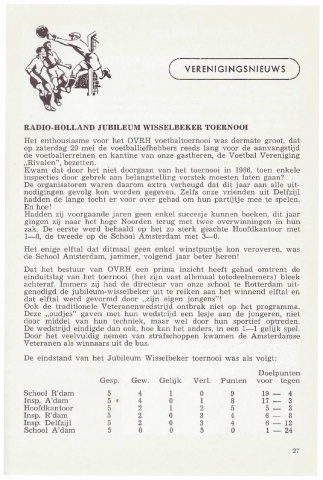 VERENIGINGSNIEUWS
RADIO-HOLLAND JUBILEUM WISSELBEKER TOERNOOI
Het enthousiasme voor het OVRH voetbaltoernooi was dermate groot, dat
op zaterdag 20 mei de voetballiefhebbers reeds lang voor de aanvangstijd
de voetbalterreinen en kantine van onze gastheren, de Voetbal Vereniging
„Rivalen", bezetten.
Kwam dat door het niet doorgaan van het toernooi in 1966, toen enkele
inspecties door gebrek aan belangstelling verstek moesten laten gaan?
De organisatoren waren daarom extra verheugd dat dit jaar aan alle uit-
nodigingen gevolg kon worden gegeven. Zelfs onze vrienden uit Delfzijl
hadden de lange tocht er voor over gehad om hun partijtje mee te spelen.
En hoe!
Hadden zij voorgaande jaren geen enkel succesje kunnen boeken, dit jaar
gingen zij naar het hoge Noorden terug met twee overwinningen in hun
zak. De eerste werd behaald op het zo sterk geachte Hoofdkantoor met
1—0, de tweede op de School Amsterdam met 3—0.
Het enige elftal dat ditmaal geen enkel winstpuntje kon veroveren, was
de School Amsterdam, jammer, volgend jaar beter heren!
Dat het bestuur van OVRH een prima inzicht heeft gehad omtrent de
einduitslag van het toernooi (het zijn vast allemaal totodeelnemers) bleek
achteraf. Immers zij had de directeur van onze school te Rotterdam uit-
genodigd de jubileum-wisselbeker uit te reiken aan het winnend elftal en
dat elftal werd gevormd door „zijn eigen jongens"!
Ook de traditionele Veteranenwedstrijd ontbrak niet op het programma.
Deze „oudjes" gaven met hun wedstrijd een lesje aan de jongeren, niet
door middel van hun techniek, maar wel door hun sportief optreden.
De wedstrijd eindigde dan ook, hoe kan het anders, in een 1—1 gelijk spel.
Door het veelvuldig nemen van strafschoppen kwamen de Amsterdamse
Veteranen als winnaars uit de bus.
De eindstand van het Jubileum Wisselbeker toernooi was als volgt:
Doelpunten
Gesp. Gew. Gelijk Verl. Punten voor tegen
School R'dam 5 4 1 0 9 19 — 4
Insp. A'dam 5 4 0 1 8 17 — 3
Hoofdkantoor 5 2 1 2 5 5 — 3
Insp. R'dam 5 2 0 3 4 6 — 8
Insp. Delfzijl 5 2 0 3 4 6 — 12
School A'dam 5 0 0 5 0 1 — 24
27